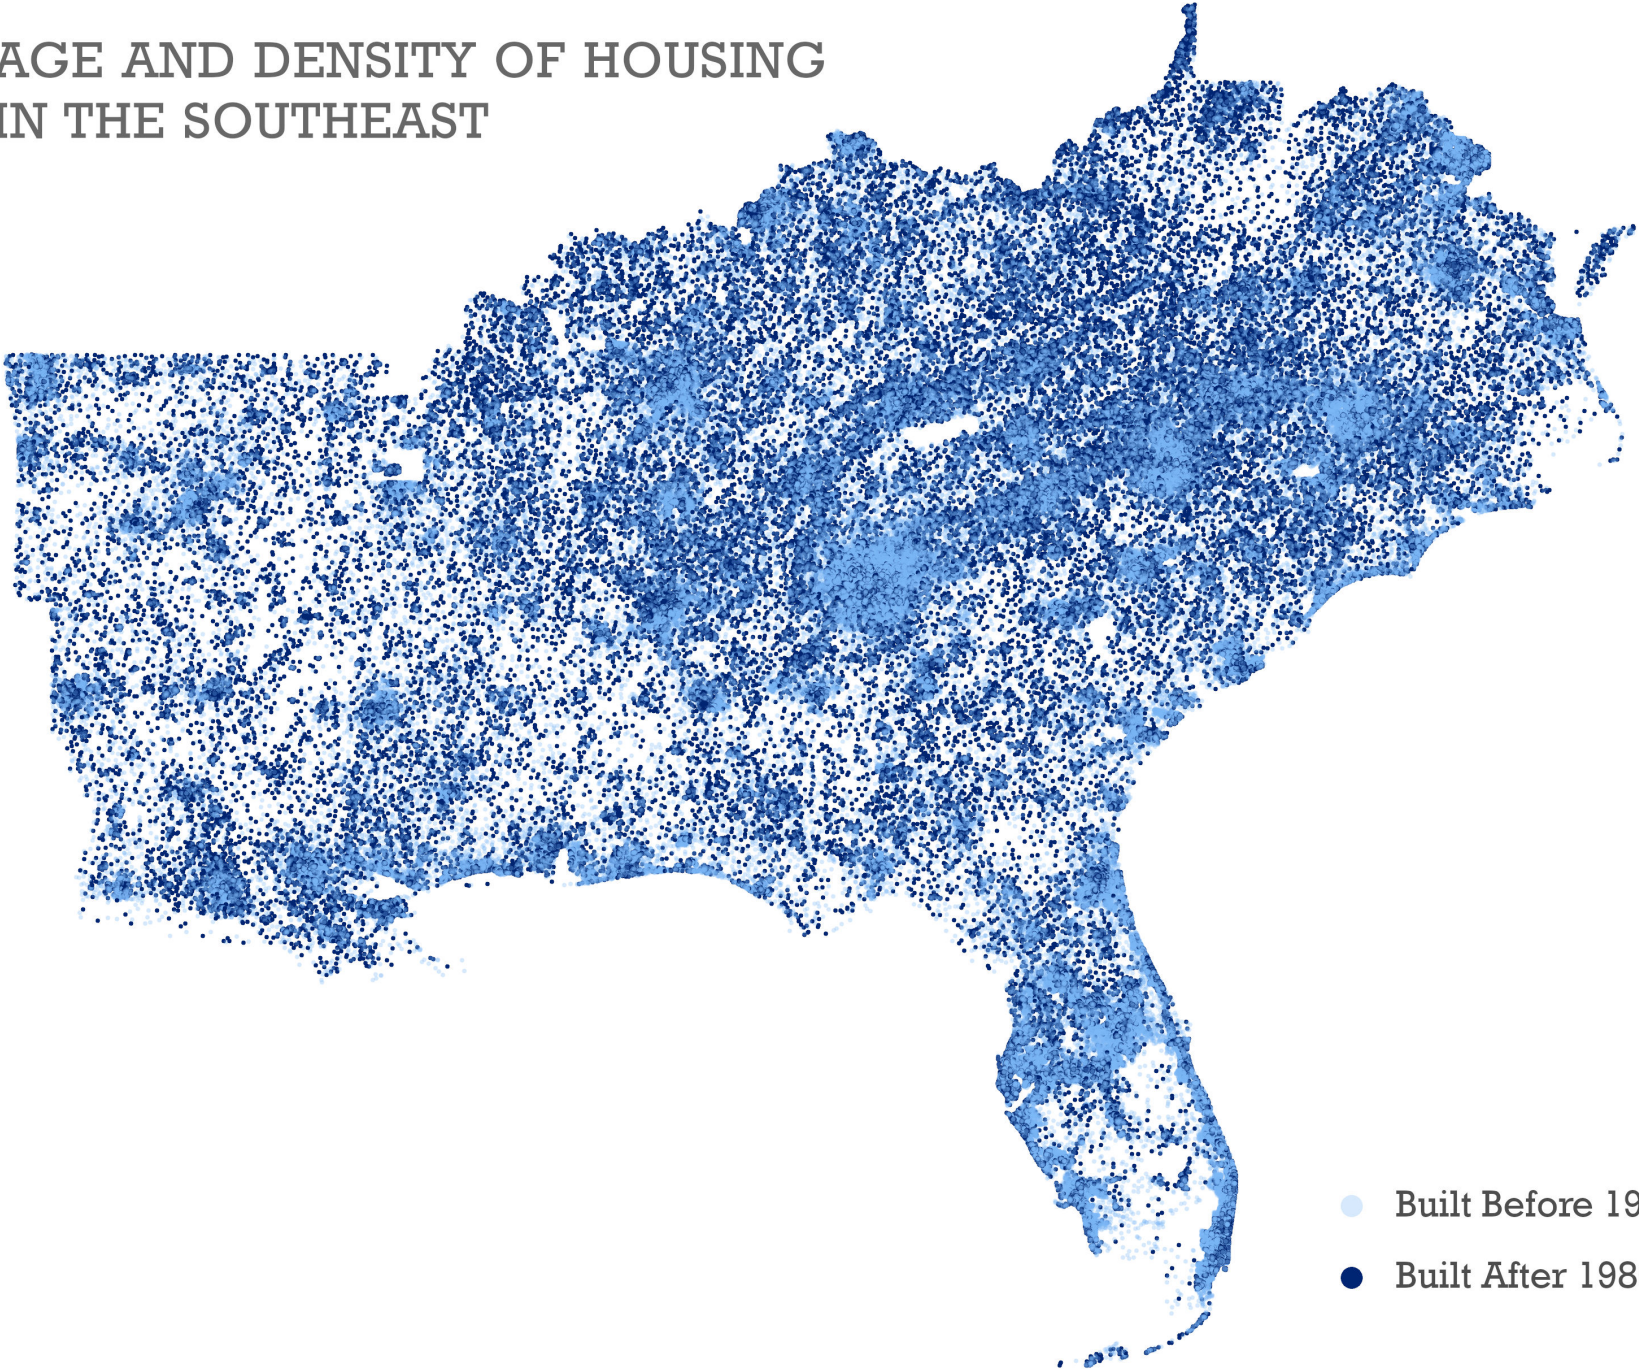 AGE AND DENSITY OF HOUSING
IN THE SOUTHEAST
Built Before 19
Built After 198